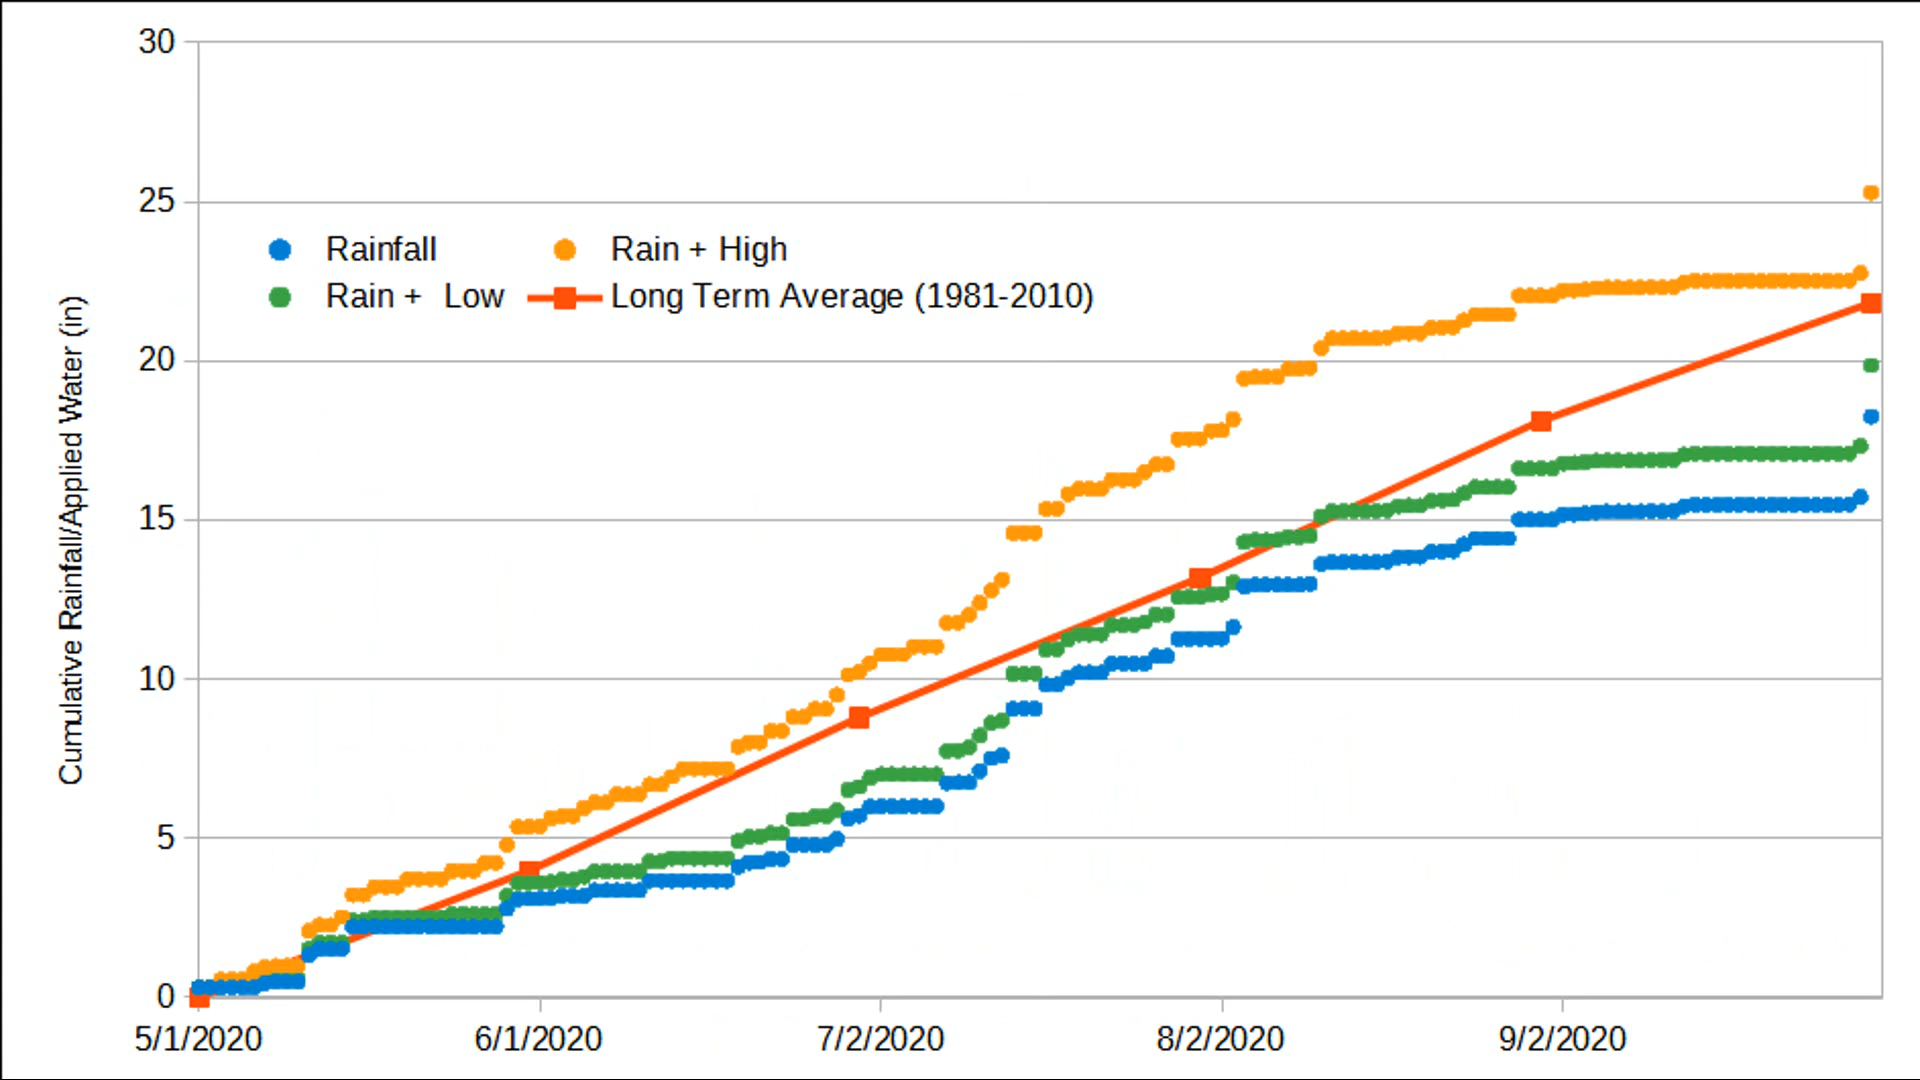 30
25
20
15
10
5
0
Cumulative Rainfall/Applied Water (in)
Rainfall
Rain + High
Rain + Low
Long Term Average (1981-2010)
5/1/2020
6/1/2020
7/2/2020
8/2/2020
9/2/2020